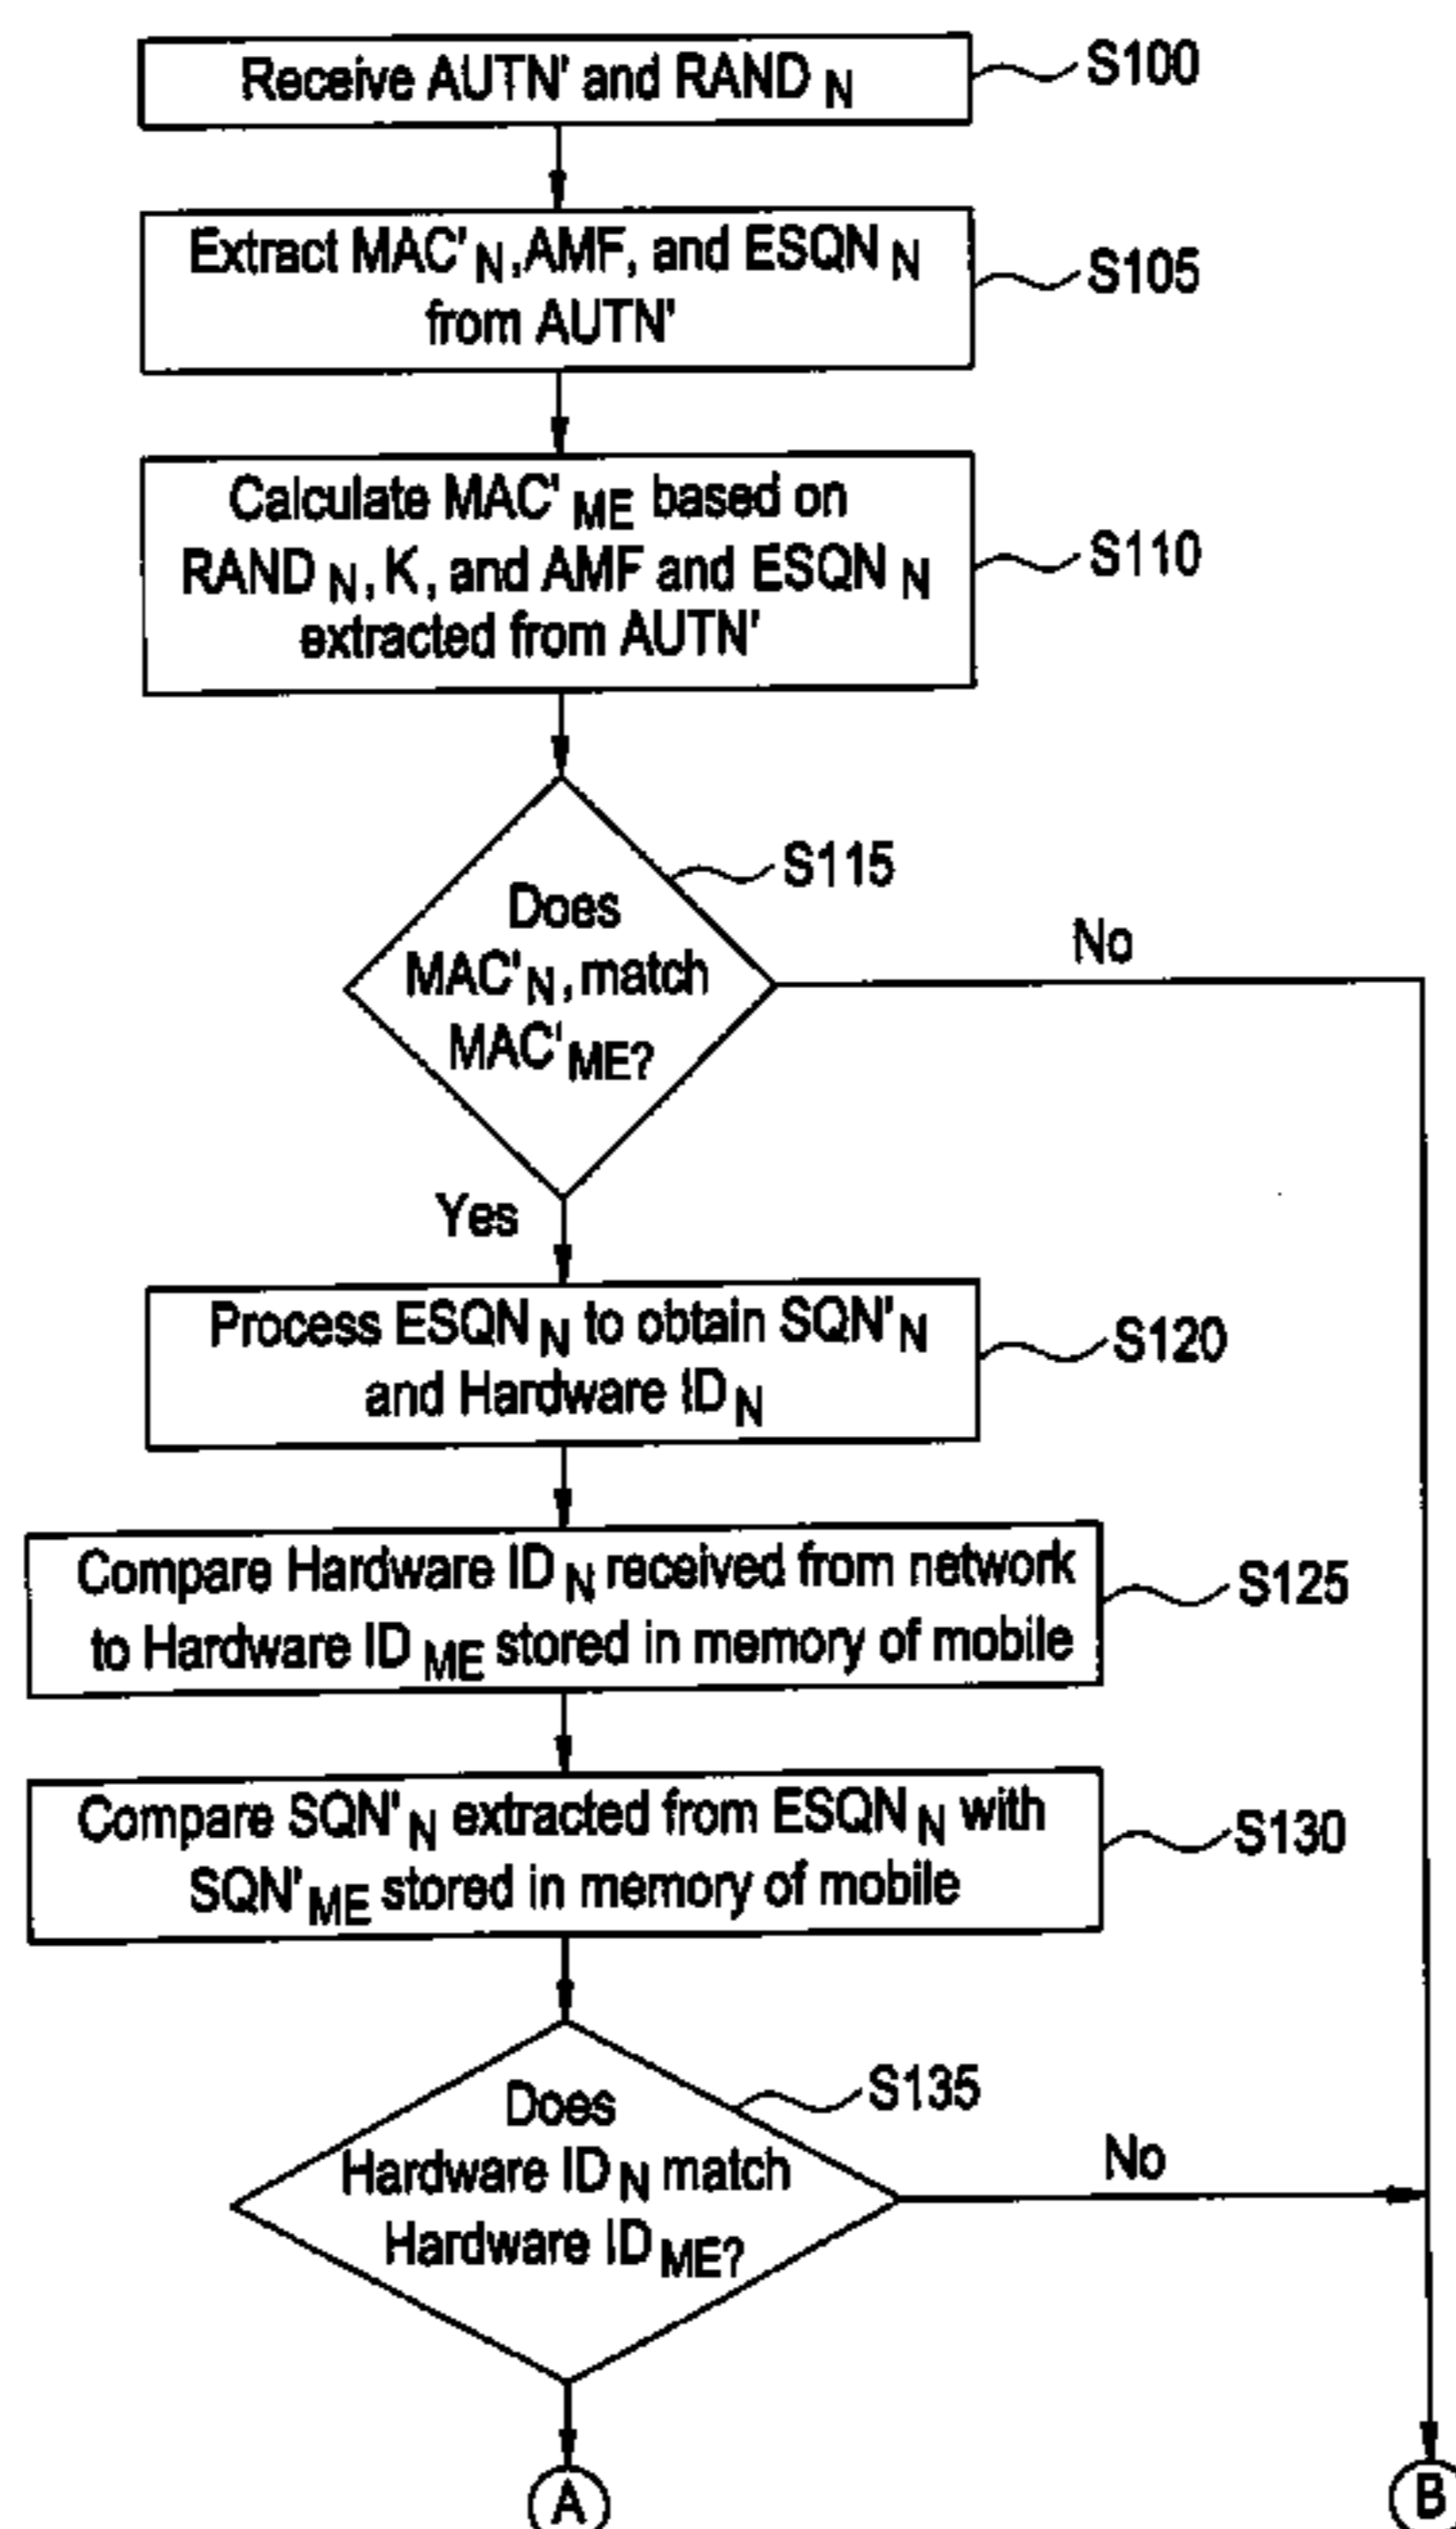 Receive AUTN' and RAND N
S100
Extract MAC'N, AMF, and ESQN N
from AUTN'
S105
Calculate MAC' ME based on
RAND N, K, and AMF and ESQN N
extracted from AUTN'
S110
Does
MAC'N, match
MAC'ME?
S115
No
Yes
Process ESQN N to obtain SQN'N
and Hardware ID N
S120
Compare Hardware ID N received from network
to Hardware ID ME stored in memory of mobile
S125
Compare SQN'N extracted from ESQN N with
SQN'ME stored in memory of mobile
S130
Does
Hardware ID N match
Hardware ID ME?
S135
No
A
B